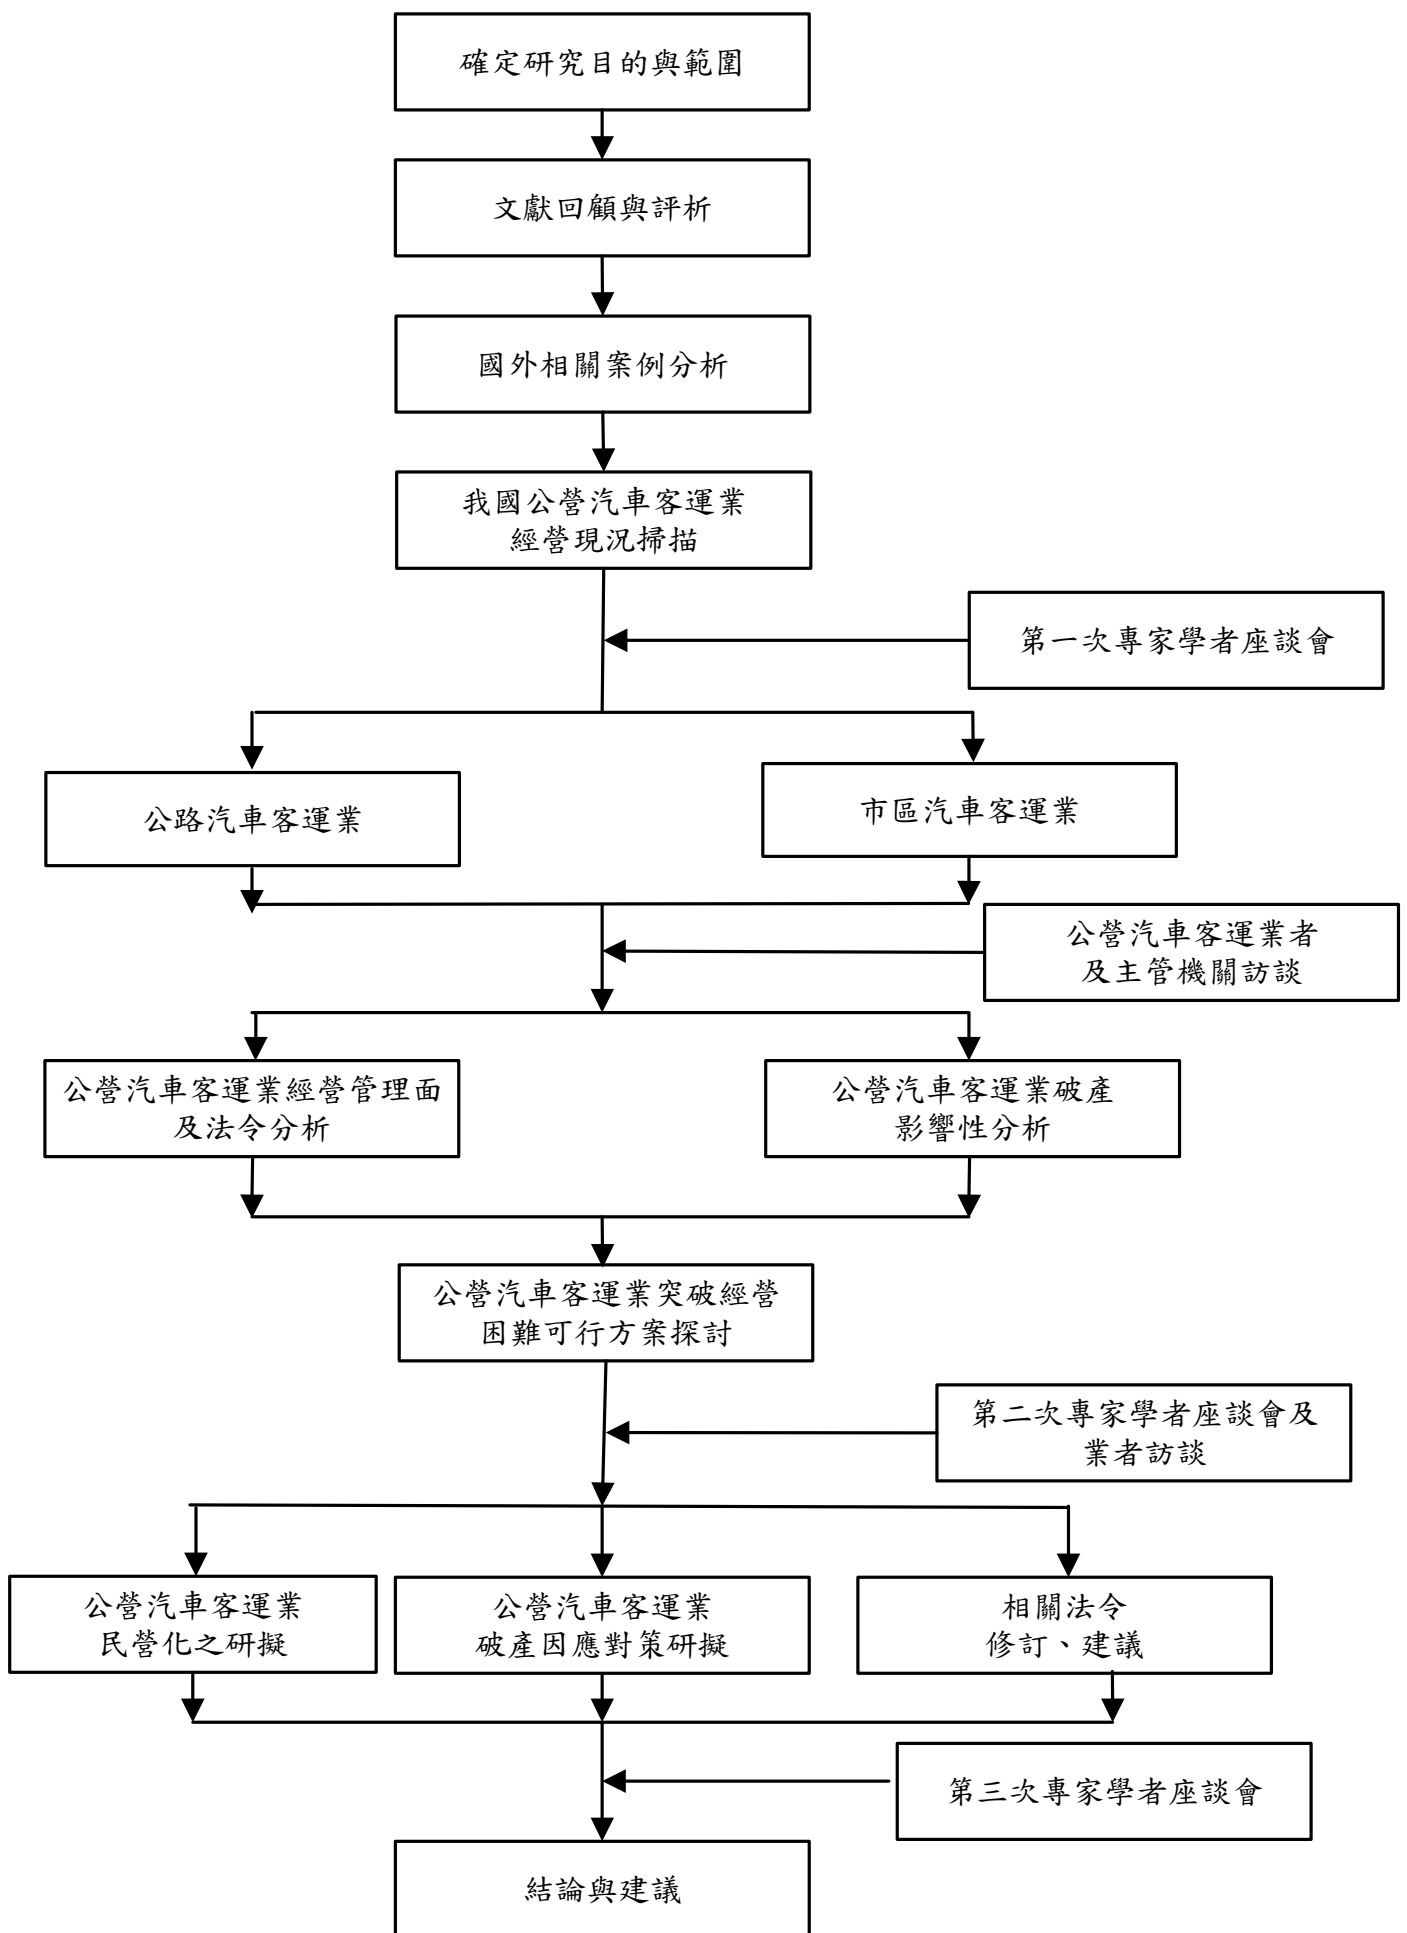 確定研究目的與範圍
文獻回顧與評析
國外相關案例分析
我國公營汽車客運業
經營現況掃描
第一次專家學者座談會
公路汽車客運業
市區汽車客運業
公營汽車客運業者
及主管機關訪談
公營汽車客運業經營管理面
及法令分析
公營汽車客運業破產
影響性分析
公營汽車客運業突破經營
困難可行方案探討
第二次專家學者座談會及
業者訪談
公營汽車客運業
民營化之研擬
公營汽車客運業
破產因應對策研擬
相關法令
修訂、建議
第三次專家學者座談會
結論與建議